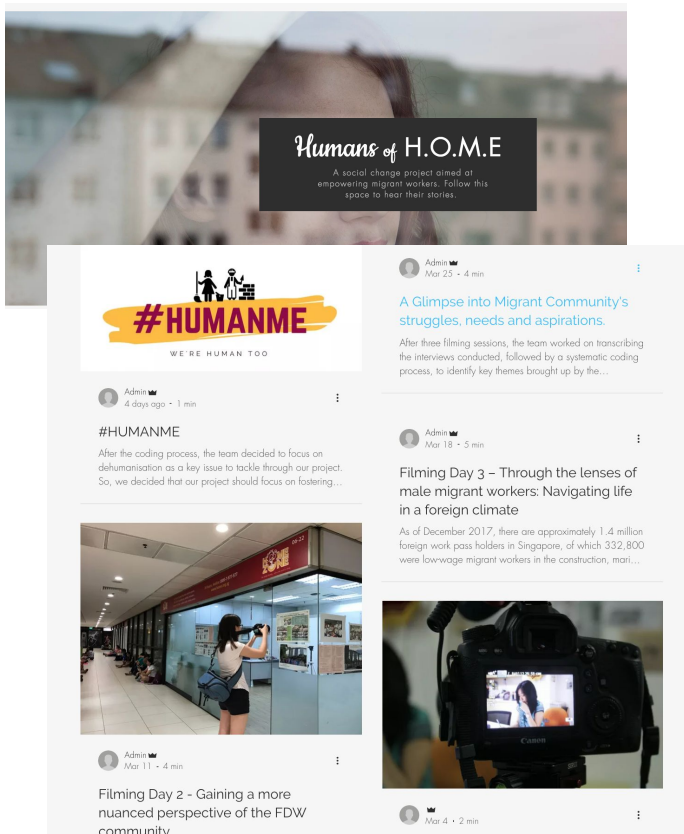 Humans of H.O.M.E
A social change project aimed at
empowering migrant workers. Follow this
space to hear their stories.
#HUMANME
WE'RE HUMAN TOO
Admin
4 days ago · 1 min
#HUMANME
After the coding process, the team decided to focus on
dehumanisation as a key issue to tackle through our project.
So, we decided that our project should focus on fostering...
06-22
Admin
Mar 11 · 4 min
Filming Day 2 - Gaining a more
nuanced perspective of the FDW
community
Admin
Mar 25 · 4 min
A Glimpse into Migrant Community's
struggles, needs and aspirations.
After three filming sessions, the team worked on transcribing
the interviews conducted, followed by a systematic coding
process, to identify key themes brought up by the...
Admin
Mar 18 · 5 min
Filming Day 3 – Through the lenses of
male migrant workers: Navigating life
in a foreign climate
As of December 2017, there are approximately 1.4 million
foreign work pass holders in Singapore, of which 332,800
were low-wage migrant workers in the construction, mari...
Canon
Mar 4 · 2 min